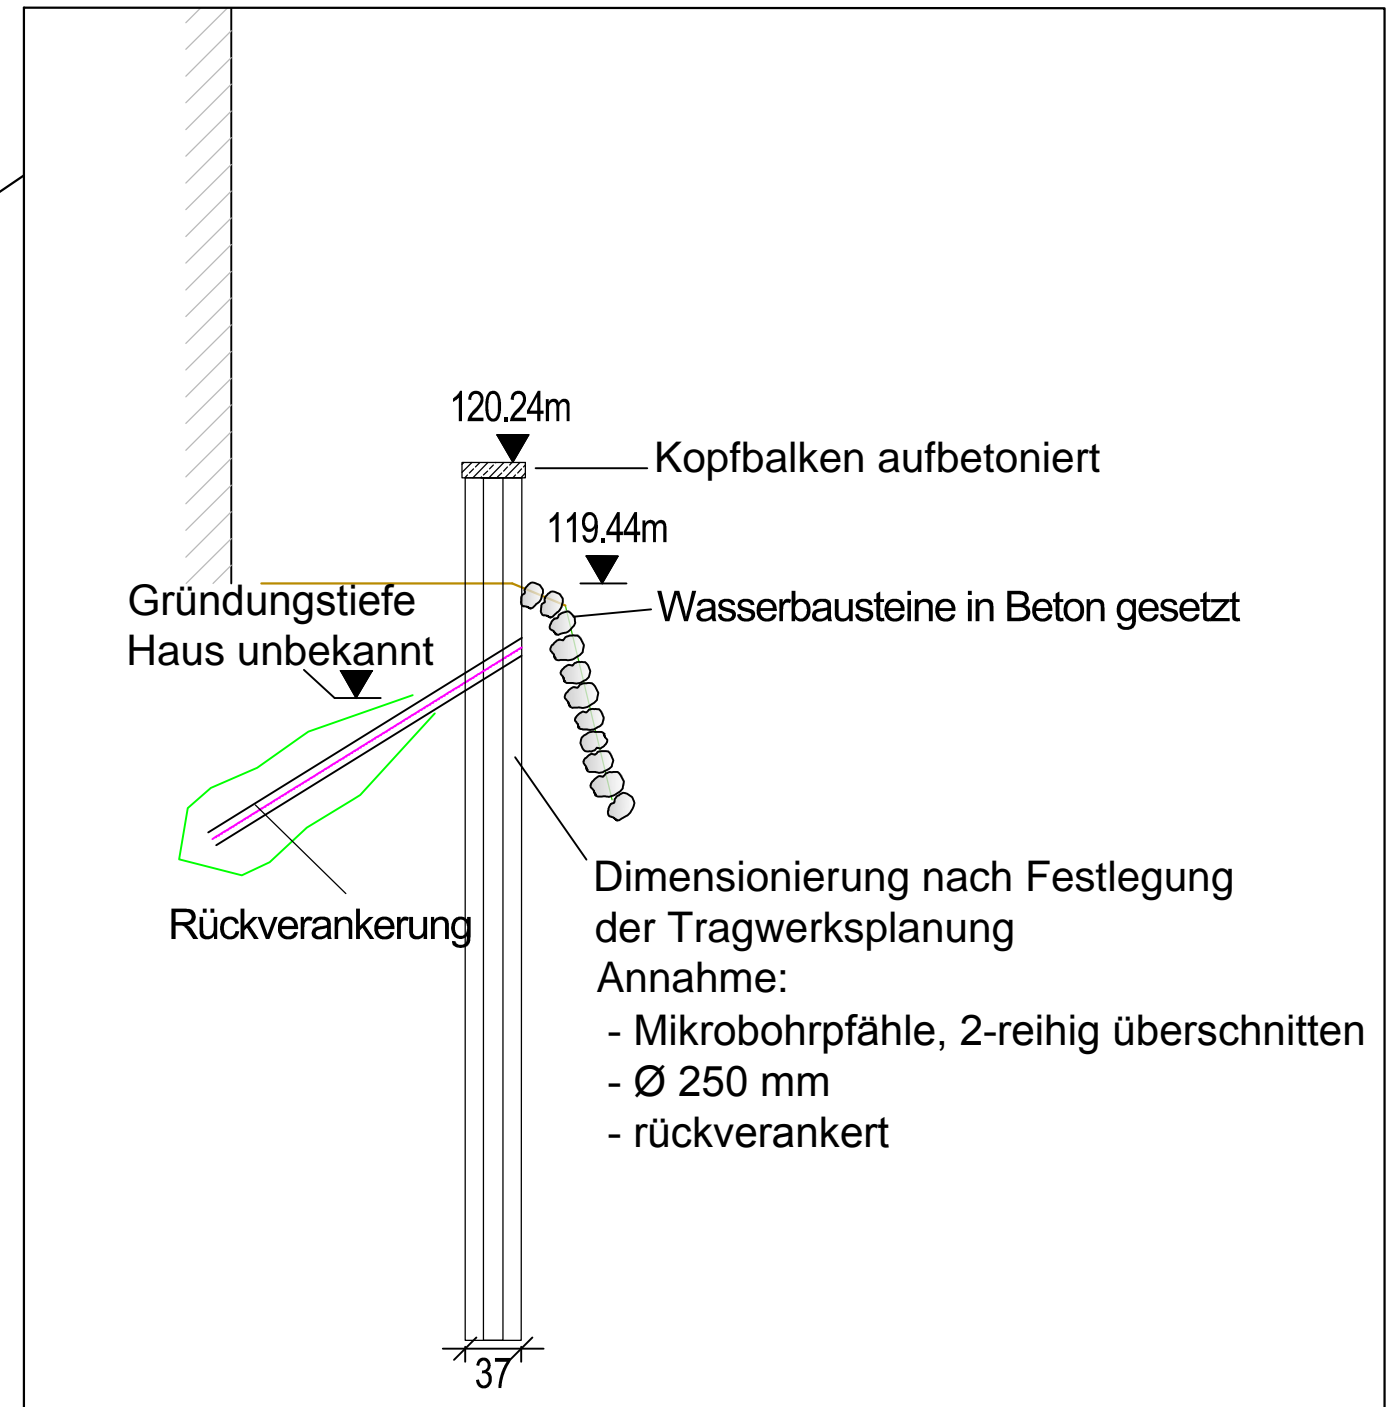 120.24m
Kopfbalken aufbetoniert
119.44m
Gründungstiefe
Haus unbekannt
Wasserbausteine in Beton gesetzt
Rückverankerung
Dimensionierung nach Festlegung
der Tragwerksplanung
Annahme:
- Mikrobohrpfähle, 2-reihig überschnitten
- Ø 250 mm
- rückverankert
37